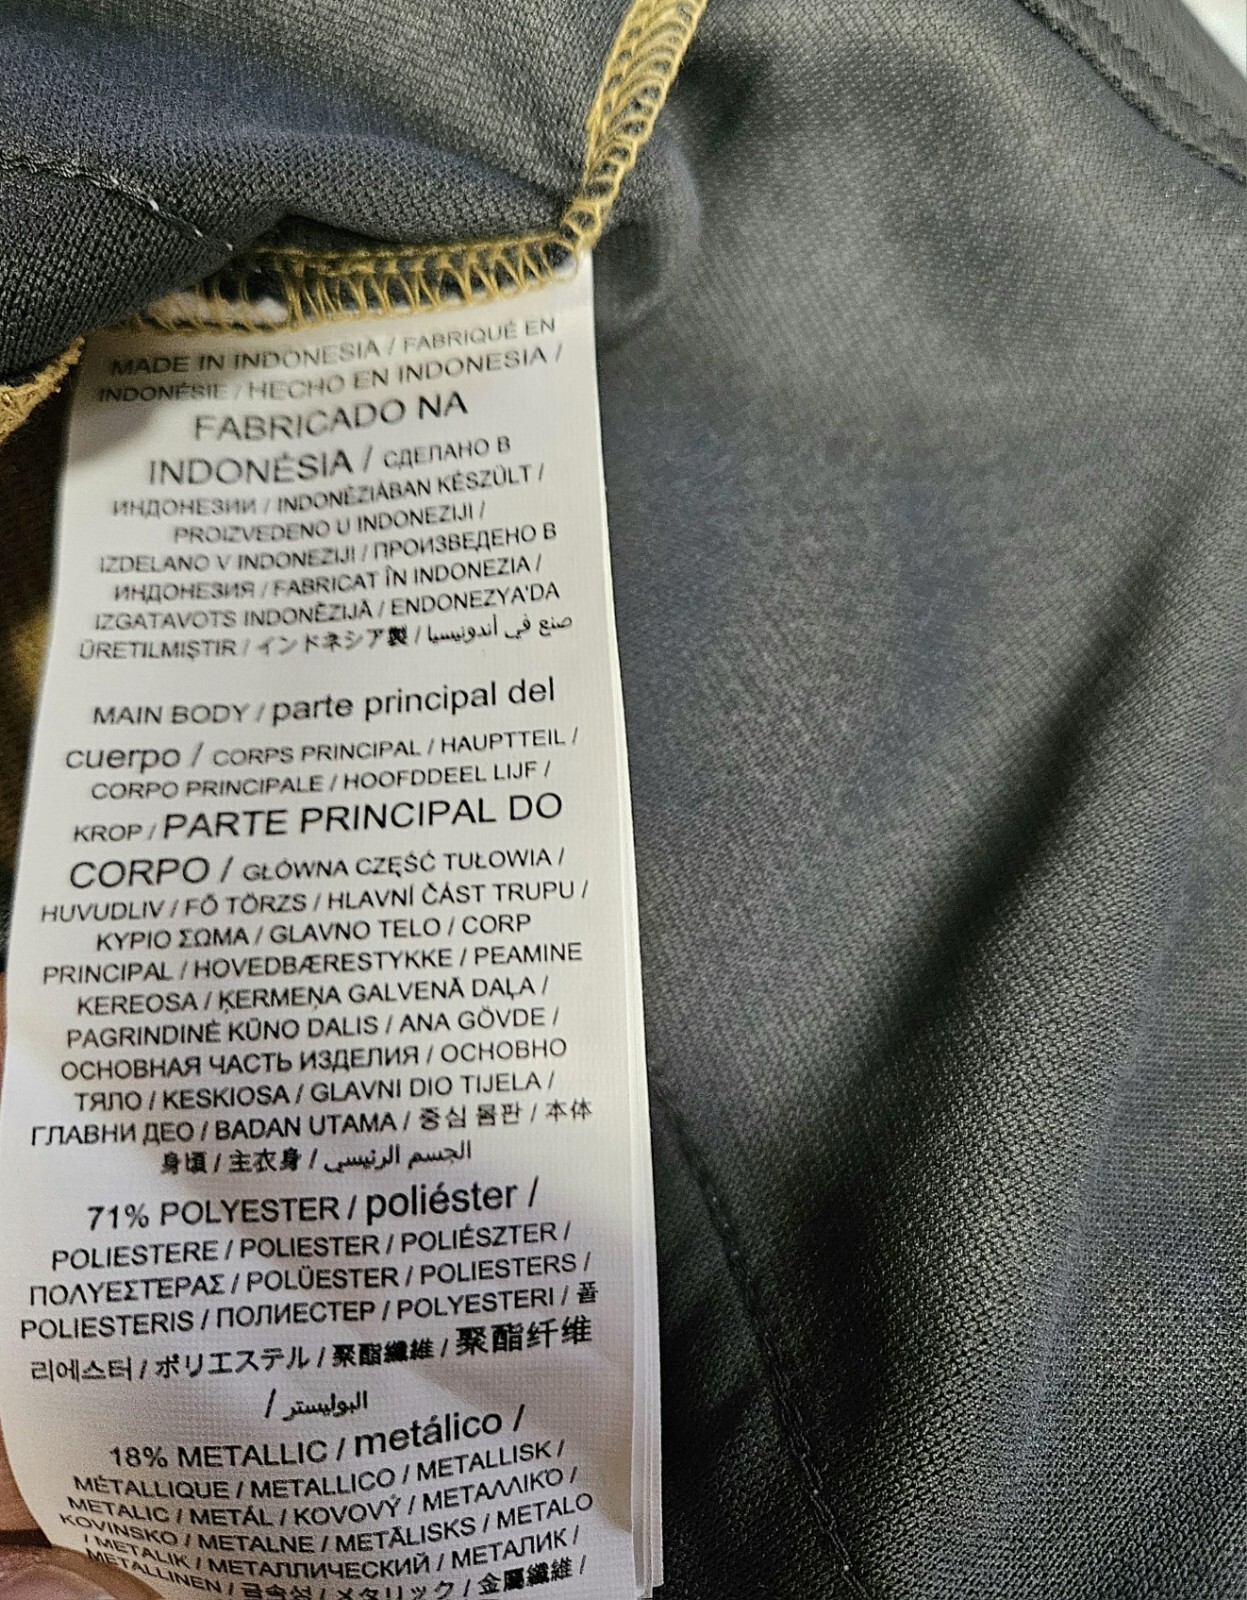 MADE IN INDONESIA / FABRIQUÉ EN
INDONÉSIE / HECHO EN INDONESIA /
FABRICADO NA
INDONÉSIA / СДЕЛАНО В
ИНДОНЕЗИИ / INDONÉZIÁBAN KÉSZÜLT /
PROIZVEDENO U INDONEZIJI /
IZDELANO V INDONEZIJI / ПРОИЗВЕДЕНО В
ИНДОНЕЗИЯ / FABRICAT ÎN INDONEZIA /
IZGATAVOTS INDONĒZIJĀ / ENDONEZYA'DA
ÜRETILMIŞTIR / インドネシア製 / صنع في أندونيسيا
MAIN BODY / parte principal del
cuerpo / CORPS PRINCIPAL / HAUPTTEIL /
CORPO PRINCIPALE / HOOFDDEEL LIJF /
KROP / PARTE PRINCIPAL DO
CORPO / GŁÓWNA CZĘŚĆ TUŁOWIA /
HUVUDLIV / FŐ TÖRZS / HLAVNÍ ČÁST TRUPU /
ΚΥΡΙΟ ΣΩΜΑ / GLAVNO TELO / CORP
PRINCIPAL / HOVEDBÆRESTYKKE / PEAMINE
KEREOSA / ĶERMEŅA GALVENĀ DAĻA /
PAGRINDINĖ KŪNO DALIS / ANA GÖVDE /
ОСНОВНАЯ ЧАСТЬ ИЗДЕЛИЯ / ОСНОВНО
ТЯЛО / KESKIOSA / GLAVNI DIO TIJELA /
ГЛАВНИ ДЕО / BADAN UTAMA / 중심 몸판 / 本体
身頃 / 主衣身 / الجسم الرئيسي
71% POLYESTER / poliéster /
POLIESTERE / POLIESTER / POLIÉSZTER /
ΠΟΛΥΕΣΤΕΡΑΣ / POLÜESTER / POLIESTERS /
POLIESTERIS / ПОЛИЕСТЕР / POLYESTERI / 폴
리에스터 / ポリエステル / 聚酯纖維 / 聚酯纤维
/ البوليستر
18% METALLIC / metálico /
MÉTALLIQUE / METALLICO / METALLISK /
METALIC / METÁL / KOVOVÝ / ΜΕΤΑΛΛΙΚΌ /
KOVINSKO / METALNE / METĀLISKS / METALO
/ METALIK / МЕТАЛЛИЧЕСКИЙ / МЕТАЛИК /
METALLINEN / 금속성 / メタリック / 金屬纖維 /